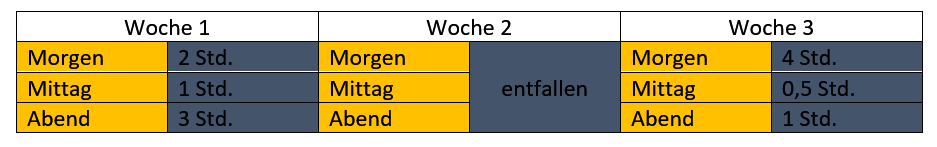 Woche 1 Woche 2 Woche 3
Morgen 2 Std. Morgen Morgen 4 Std.
Mittag 1 Std. Mittag entfallen Mittag 0,5 Std.
Abend 3 Std. Abend Abend 1 Std.